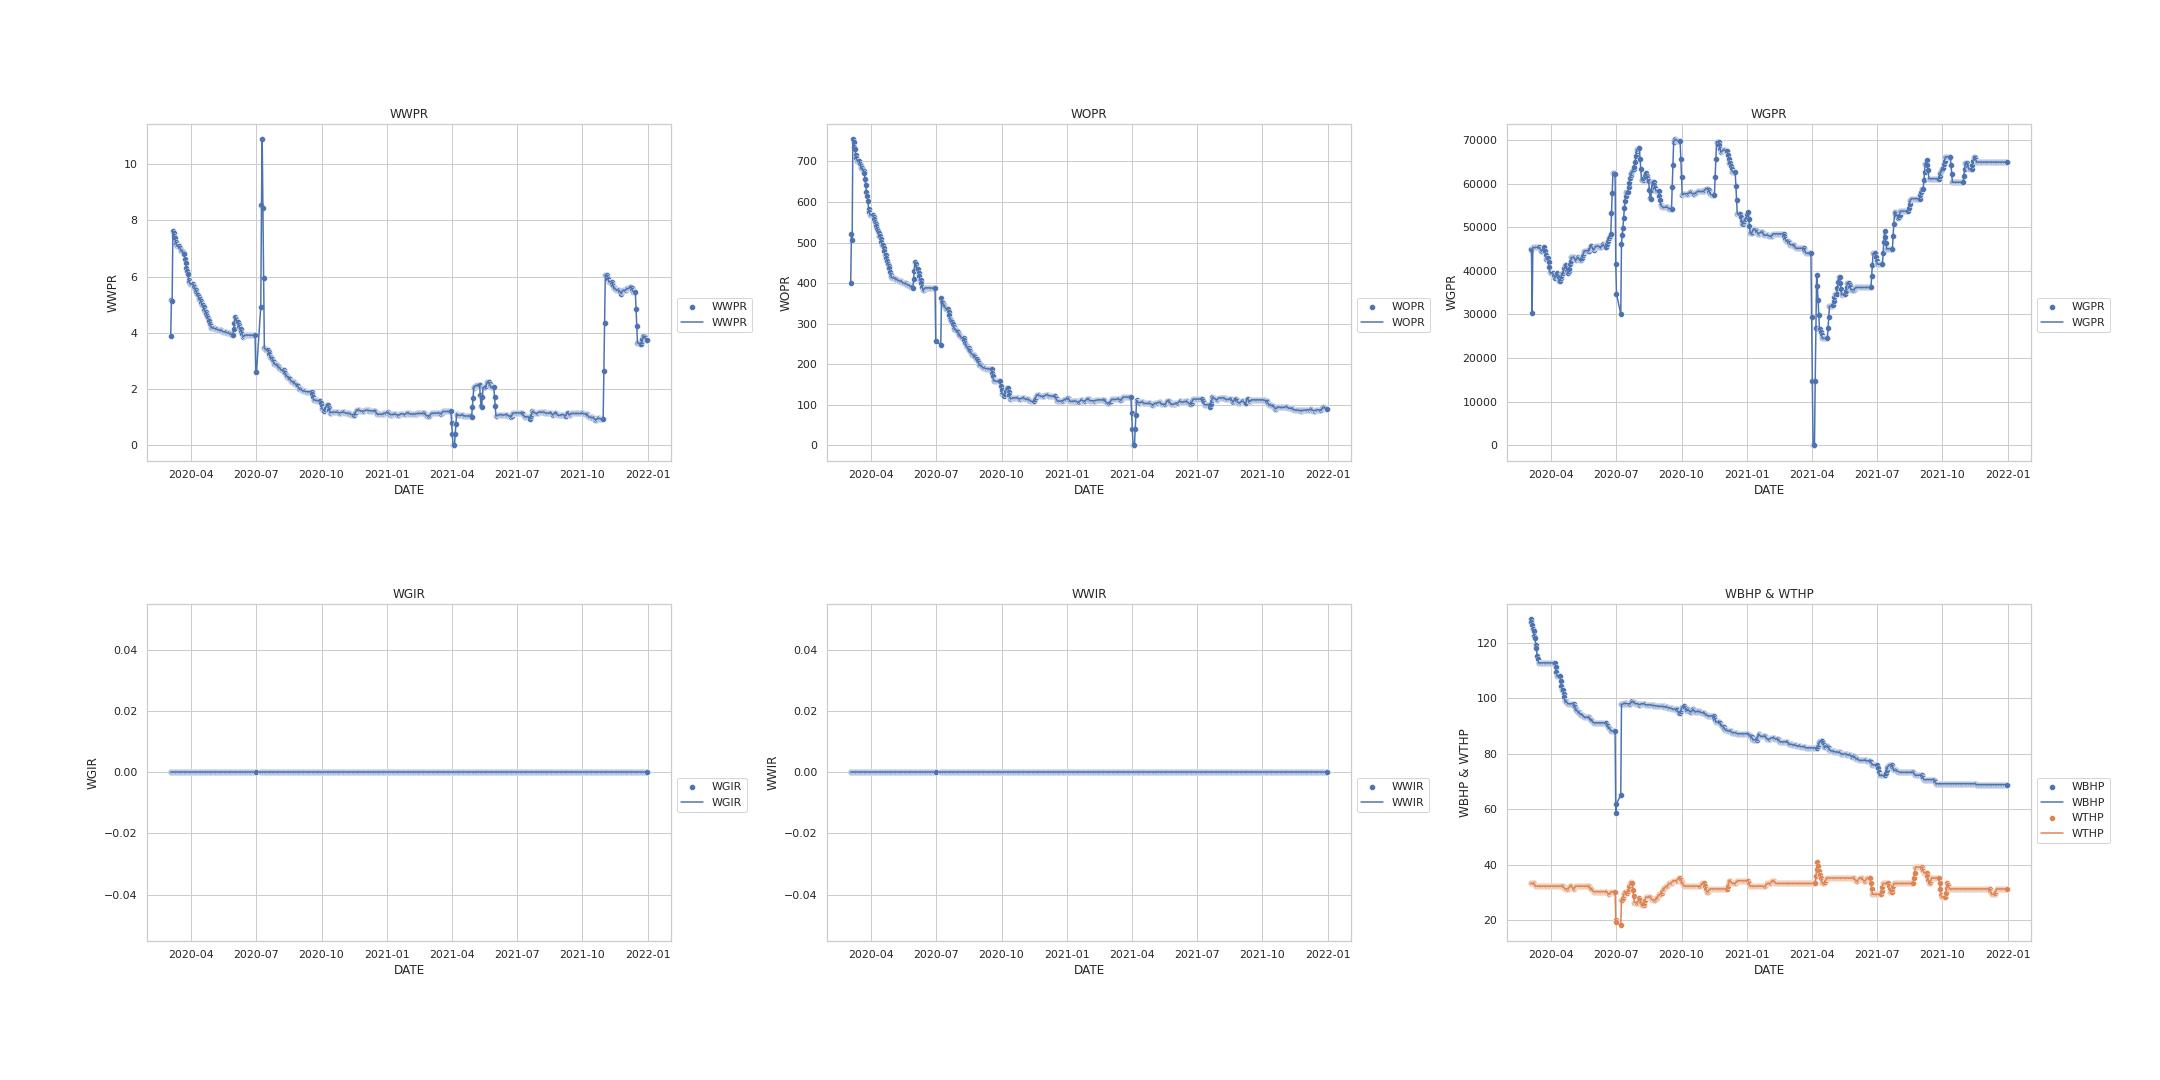 WWPR
WWPR
10
8
6
4
2
0
2020-04 2020-07 2020-10 2021-01 2021-04 2021-07 2021-10 2022-01
DATE
WWPR
WWPR
WOPR
WOPR
700
600
500
400
300
200
100
0
2020-04 2020-07 2020-10 2021-01 2021-04 2021-07 2021-10 2022-01
DATE
WOPR
WOPR
WGPR
WGPR
70000
60000
50000
40000
30000
20000
10000
0
2020-04 2020-07 2020-10 2021-01 2021-04 2021-07 2021-10 2022-01
DATE
WGPR
WGPR
WGIR
WGIR
0.04
0.02
0.00
−0.02
−0.04
2020-04 2020-07 2020-10 2021-01 2021-04 2021-07 2021-10 2022-01
DATE
WGIR
WGIR
WWIR
WWIR
0.04
0.02
0.00
−0.02
−0.04
2020-04 2020-07 2020-10 2021-01 2021-04 2021-07 2021-10 2022-01
DATE
WWIR
WWIR
WBHP & WTHP
WBHP & WTHP
120
100
80
60
40
20
2020-04 2020-07 2020-10 2021-01 2021-04 2021-07 2021-10 2022-01
DATE
WBHP
WBHP
WTHP
WTHP